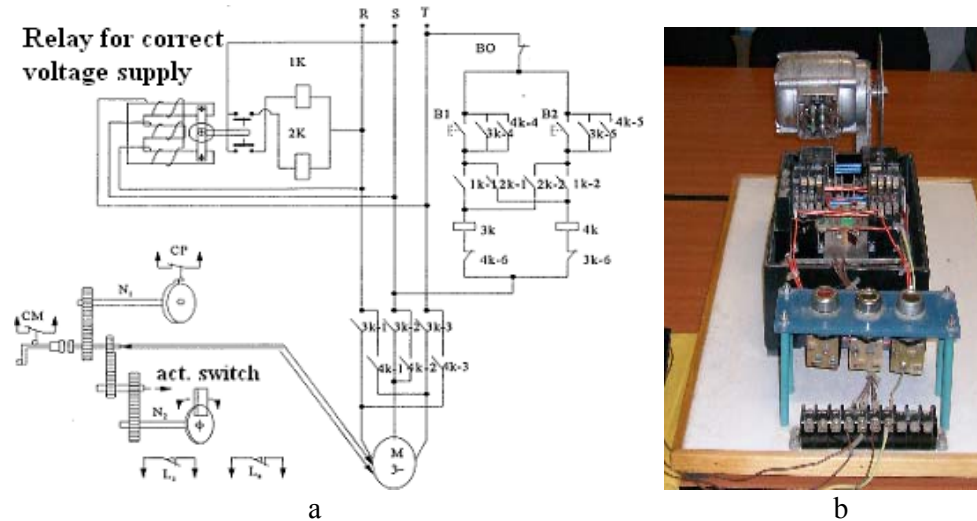 R S T
Relay for correct
voltage supply
1K
2K
BO
B1
3k-4
4k-4
B2
3k-5
4k-5
1k-1
2k-1
2k-2
1k-2
3k
4k
4k-6
3k-6
CP
N₁
CM
act. switch
N₂
3k-1
3k-2
3k-3
4k-1
4k-2
4k-3
M
3~
a
b